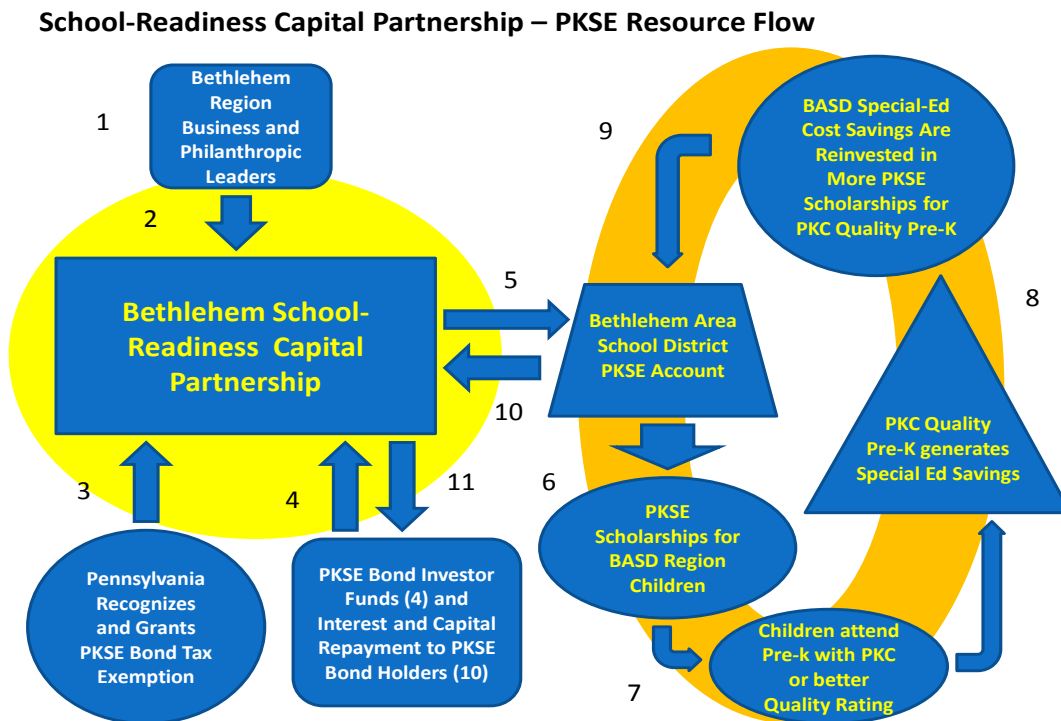 School-Readiness Capital Partnership – PKSE Resource Flow
1
Bethlehem
Region
Business and
Philanthropic
Leaders
2
Bethlehem School-
Readiness Capital
Partnership
3
Pennsylvania
Recognizes
and Grants
PKSE Bond Tax
Exemption
4
PKSE Bond Investor
Funds (4) and
Interest and Capital
Repayment to PKSE
Bond Holders (10)
11
5
10
Bethlehem Area
School District
PKSE Account
6
PKSE
Scholarships for
BASD Region
Children
7
Children attend
Pre-k with PKC
or better
Quality Rating
8
PKC Quality
Pre-K generates
Special Ed Savings
9
BASD Special-Ed
Cost Savings Are
Reinvested in
More PKSE
Scholarships for
PKC Quality Pre-K